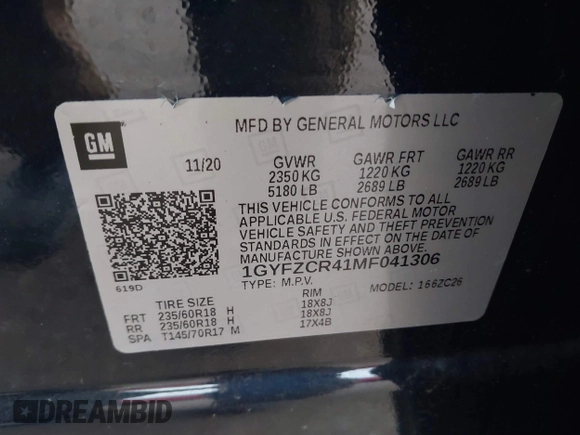 GM
MFD BY GENERAL MOTORS LLC
11/20
GVWR
2350 KG
5180 LB
GAWR FRT
1220 KG
2689 LB
GAWR RR
1220 KG
2689 LB
THIS VEHICLE CONFORMS TO ALL
APPLICABLE U.S. FEDERAL MOTOR
VEHICLE SAFETY AND THEFT PREVENTION
STANDARDS IN EFFECT ON THE DATE OF
MANUFACTURE SHOWN ABOVE.
1GYFZCR41MF041306
TYPE: M.P.V.
MODEL: 166ZC26
619D
TIRE SIZE RIM
FRT 235/60R18 H 18X8J
RR 235/60R18 H 18X8J
SPA T145/70R17 M 17X4B
DREAMBID